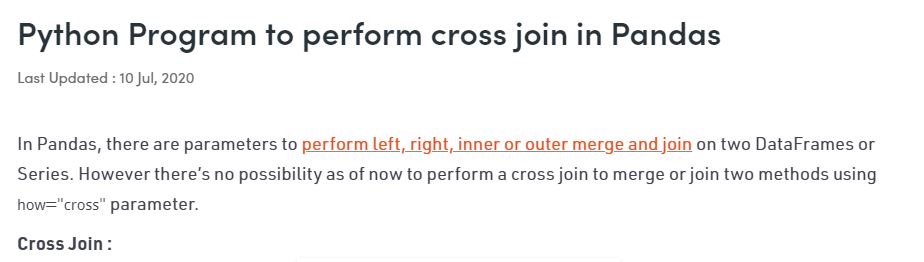 Python Program to perform cross join in Pandas
Last Updated : 10 Jul, 2020
In Pandas, there are parameters to perform left, right, inner or outer merge and join on two DataFrames or
Series. However there's no possibility as of now to perform a cross join to merge or join two methods using
how="cross" parameter.
Cross Join :